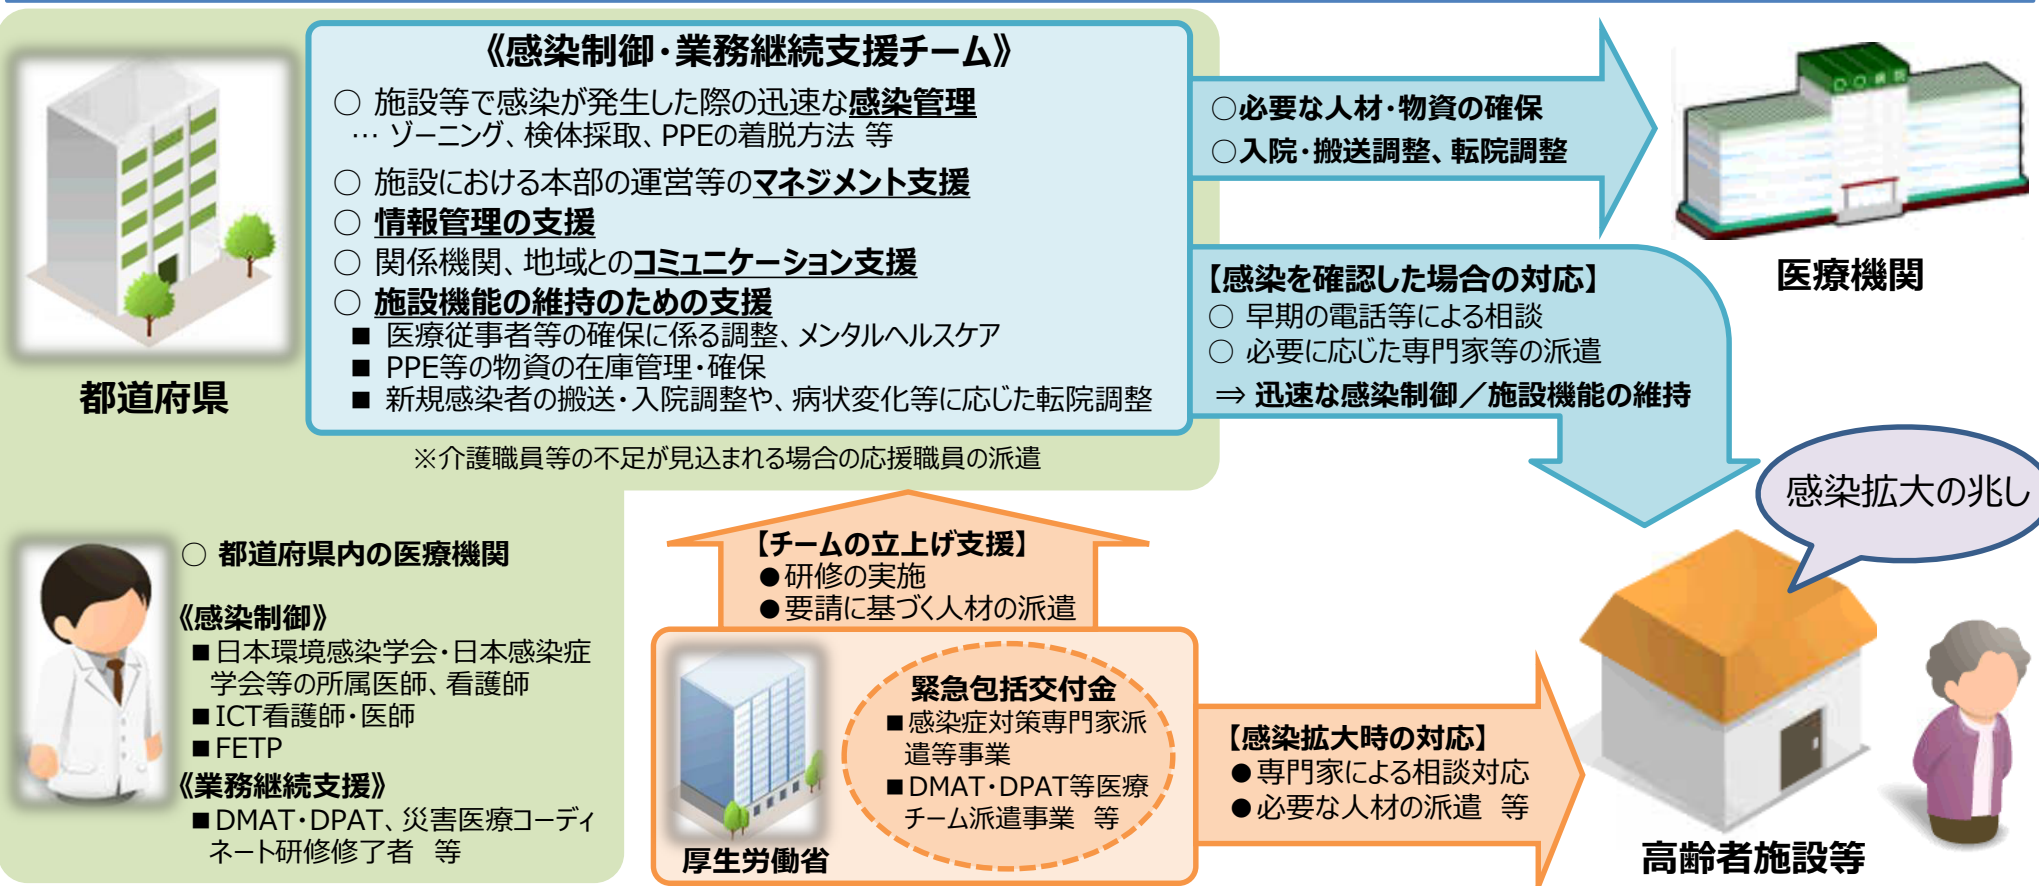 《感染制御・業務継続支援チーム》
○ 施設等で感染が発生した際の迅速な感染管理
… ゾーニング、検体採取、PPEの着脱方法 等
○ 施設における本部の運営等のマネジメント支援
○ 情報管理の支援
○ 関係機関、地域とのコミュニケーション支援
○ 施設機能の維持のための支援
■ 医療従事者等の確保に係る調整、メンタルヘルスケア
■ PPE等の物資の在庫管理・確保
■ 新規感染者の搬送・入院調整や、病状変化等に応じた転院調整
都道府県
※介護職員等の不足が見込まれる場合の応援職員の派遣
○必要な人材・物資の確保
○入院・搬送調整、転院調整
○○病院
医療機関
【感染を確認した場合の対応】
○ 早期の電話等による相談
○ 必要に応じた専門家等の派遣
⇒ 迅速な感染制御／施設機能の維持
感染拡大の兆し
○ 都道府県内の医療機関
《感染制御》
■日本環境感染学会・日本感染症
学会等の所属医師、看護師
■ICT看護師・医師
■FETP
《業務継続支援》
■DMAT・DPAT、災害医療コーディ
ネート研修修了者 等
【チームの立上げ支援】
●研修の実施
●要請に基づく人材の派遣
緊急包括交付金
■感染症対策専門家派
遣等事業
■DMAT・DPAT等医療
チーム派遣事業 等
厚生労働省
【感染拡大時の対応】
●専門家による相談対応
●必要な人材の派遣 等
高齢者施設等